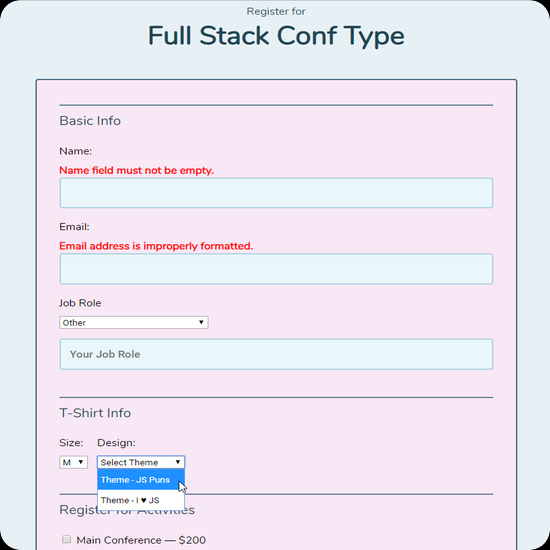 Register for
Full Stack Conf Type
Basic Info
Name:
Name field must not be empty.
Email:
Email address is improperly formatted.
Job Role
Other
Your Job Role
T-Shirt Info
Size: Design:
M Select Theme
Theme - JS Puns
Theme - I ♥ JS
Register for Activities
Main Conference — $200